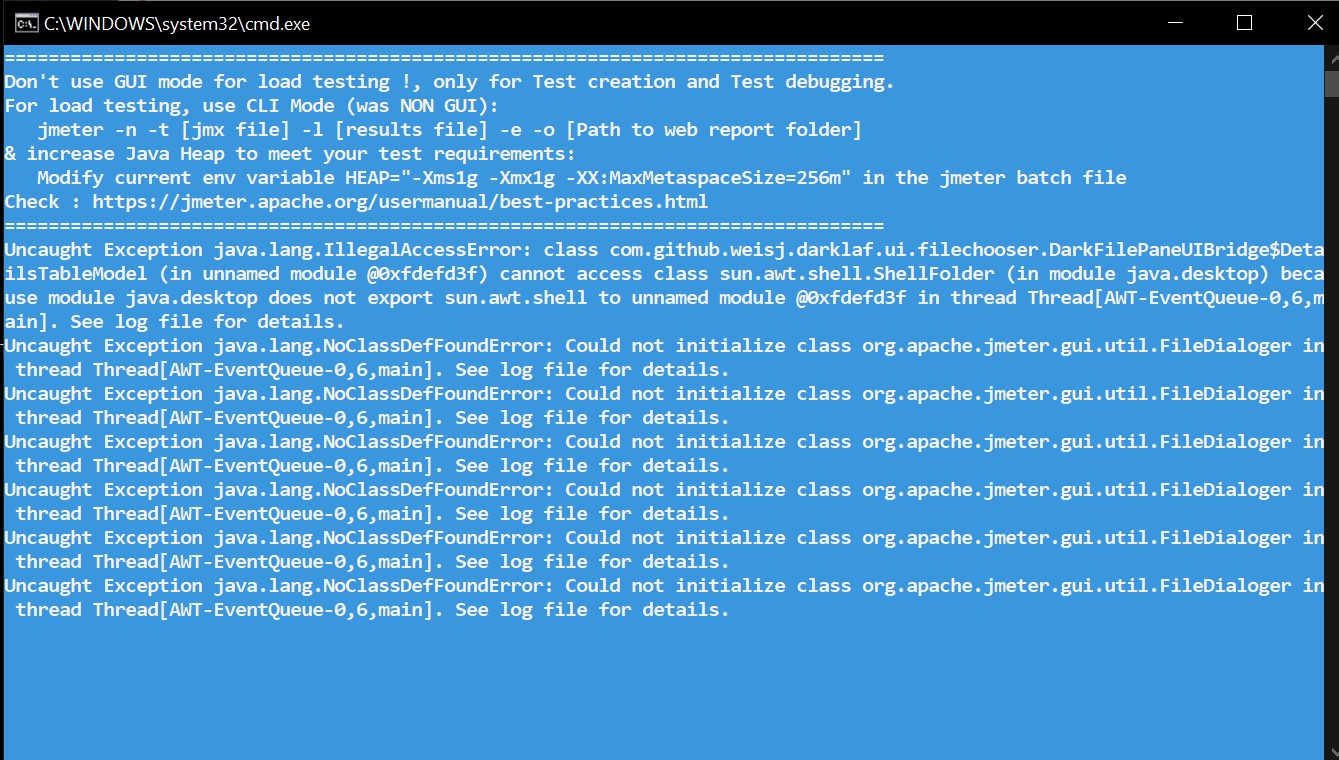 C:\WINDOWS\system32\cmd.exe
================================================================================
Don't use GUI mode for load testing !, only for Test creation and Test debugging.
For load testing, use CLI Mode (was NON GUI):
   jmeter -n -t [jmx file] -l [results file] -e -o [Path to web report folder]
& increase Java Heap to meet your test requirements:
   Modify current env variable HEAP="-Xms1g -Xmx1g -XX:MaxMetaspaceSize=256m" in the jmeter batch file
Check : https://jmeter.apache.org/usermanual/best-practices.html
================================================================================
Uncaught Exception java.lang.IllegalAccessError: class com.github.weisj.darklaf.ui.filechooser.DarkFilePaneUIBridge$Deta
ilsTableModel (in unnamed module @0xfdefd3f) cannot access class sun.awt.shell.ShellFolder (in module java.desktop) beca
use module java.desktop does not export sun.awt.shell to unnamed module @0xfdefd3f in thread Thread[AWT-EventQueue-0,6,m
ain]. See log file for details.
Uncaught Exception java.lang.NoClassDefFoundError: Could not initialize class org.apache.jmeter.gui.util.FileDialoger in
 thread Thread[AWT-EventQueue-0,6,main]. See log file for details.
Uncaught Exception java.lang.NoClassDefFoundError: Could not initialize class org.apache.jmeter.gui.util.FileDialoger in
 thread Thread[AWT-EventQueue-0,6,main]. See log file for details.
Uncaught Exception java.lang.NoClassDefFoundError: Could not initialize class org.apache.jmeter.gui.util.FileDialoger in
 thread Thread[AWT-EventQueue-0,6,main]. See log file for details.
Uncaught Exception java.lang.NoClassDefFoundError: Could not initialize class org.apache.jmeter.gui.util.FileDialoger in
 thread Thread[AWT-EventQueue-0,6,main]. See log file for details.
Uncaught Exception java.lang.NoClassDefFoundError: Could not initialize class org.apache.jmeter.gui.util.FileDialoger in
 thread Thread[AWT-EventQueue-0,6,main]. See log file for details.
Uncaught Exception java.lang.NoClassDefFoundError: Could not initialize class org.apache.jmeter.gui.util.FileDialoger in
 thread Thread[AWT-EventQueue-0,6,main]. See log file for details.